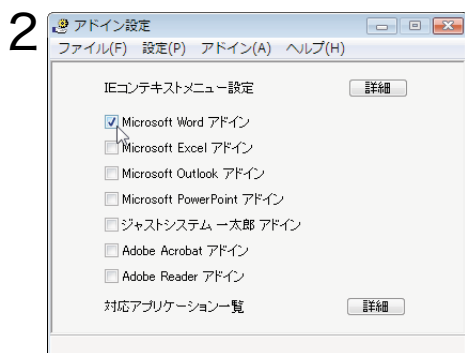 2
アドイン設定
ファイル(F) 設定(P) アドイン(A) ヘルプ(H)
IEコンテキストメニュー設定 詳細
Microsoft Word アドイン
Microsoft Excel アドイン
Microsoft Outlook アドイン
Microsoft PowerPoint アドイン
ジャストシステム 一太郎 アドイン
Adobe Acrobat アドイン
Adobe Reader アドイン
対応アプリケーション一覧 詳細